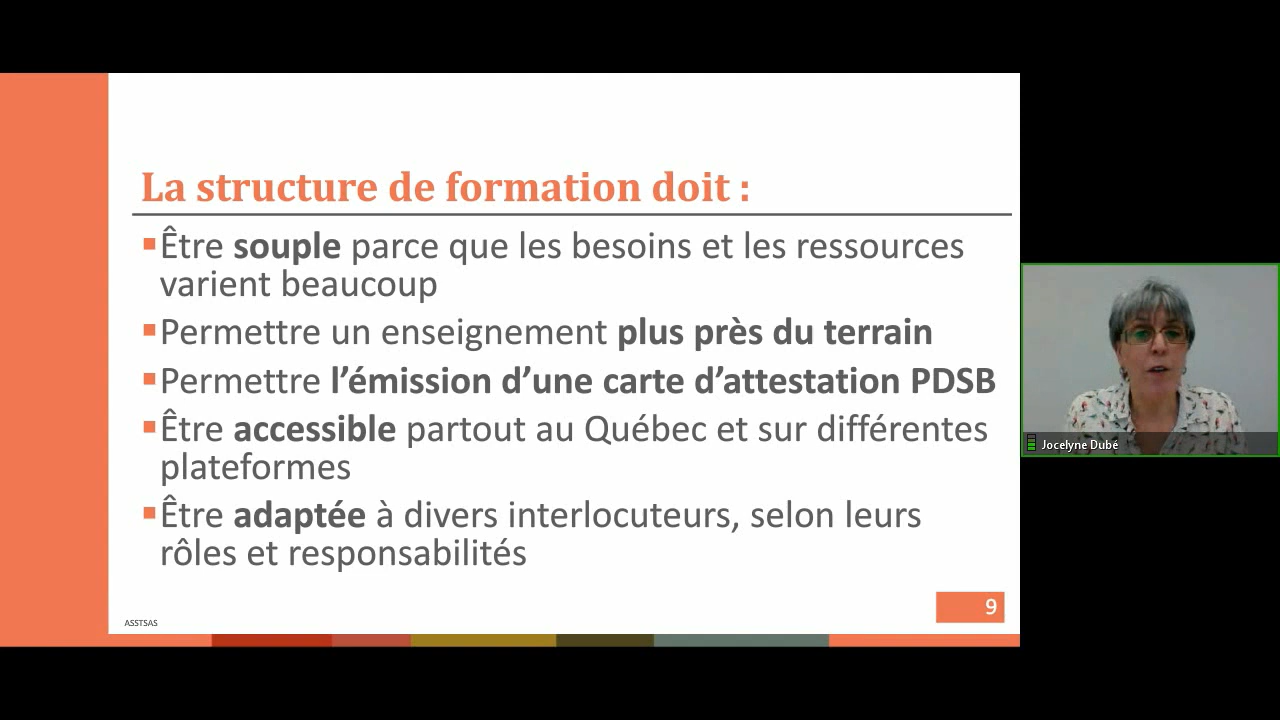 La structure de formation doit :
▪Être souple parce que les besoins et les ressources
varient beaucoup
▪Permettre un enseignement plus près du terrain
▪Permettre l’émission d’une carte d’attestation PDSB
▪Être accessible partout au Québec et sur différentes
plateformes
▪Être adaptée à divers interlocuteurs, selon leurs
rôles et responsabilités
9
ASSTSAS
Jocelyne Dubé